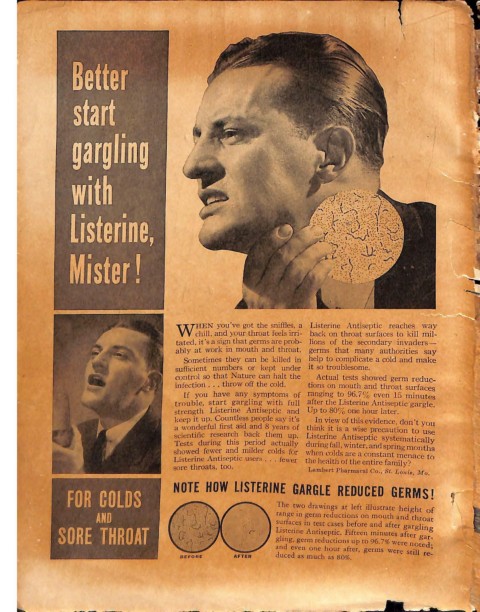 Better
start
gargling
with
Listerine,
Mister!
WHEN you've got the sniffles, a
chill, and your throat feels irri-
tated, it's a sign that germs are prob-
ably at work in mouth and throat.
Sometimes they can be killed in
sufficient numbers or kept under
control so that Nature can halt the
infection . . . throw off the cold.
If you have any symptoms of
trouble, start gargling with full
strength Listerine Antiseptic and
keep it up. Countless people say it's
a wonderful first aid and 8 years of
scientific research back them up.
Tests during this period actually
showed fewer and milder colds for
Listerine Antiseptic users . . . fewer
sore throats, too.
Listerine Antiseptic reaches way
back on throat surfaces to kill mil-
lions of the secondary invaders—
germs that many authorities say
help to complicate a cold and make
it so troublesome.
Actual tests showed germ reduc-
tions on mouth and throat surfaces
ranging to 96.7% even 15 minutes
after the Listerine Antiseptic gargle.
Up to 80% one hour later.
In view of this evidence, don't you
think it is a wise precaution to use
Listerine Antiseptic systematically
during fall, winter, and spring months
when colds are a constant menace to
the health of the entire family?
Lambert Pharmacal Co., St. Louis, Mo.
FOR COLDS
AND
SORE THROAT
NOTE HOW LISTERINE GARGLE REDUCED GERMS!
BEFORE
AFTER
The two drawings at left illustrate height of
range in germ reductions on mouth and throat
surfaces in test cases before and after gargling
Listerine Antiseptic. Fifteen minutes after gar-
gling, germ reductions up to 96.7% were noted;
and even one hour after, germs were still re-
duced as much as 80%.